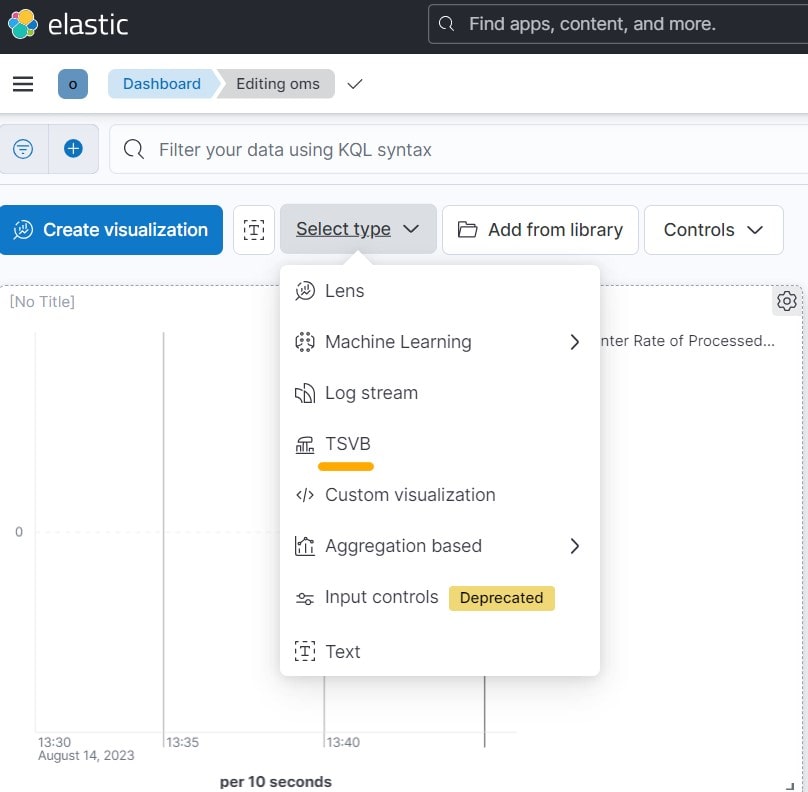 elastic
Find apps, content, and more.
o
Dashboard
Editing oms
Filter your data using KQL syntax
Create visualization
Select type
Add from library
Controls
[No Title]
Lens
Machine Learning
nter Rate of Processed...
Log stream
TSVB
Custom visualization
0
Aggregation based
Input controls Deprecated
Text
13:30
13:35
13:40
August 14, 2023
per 10 seconds